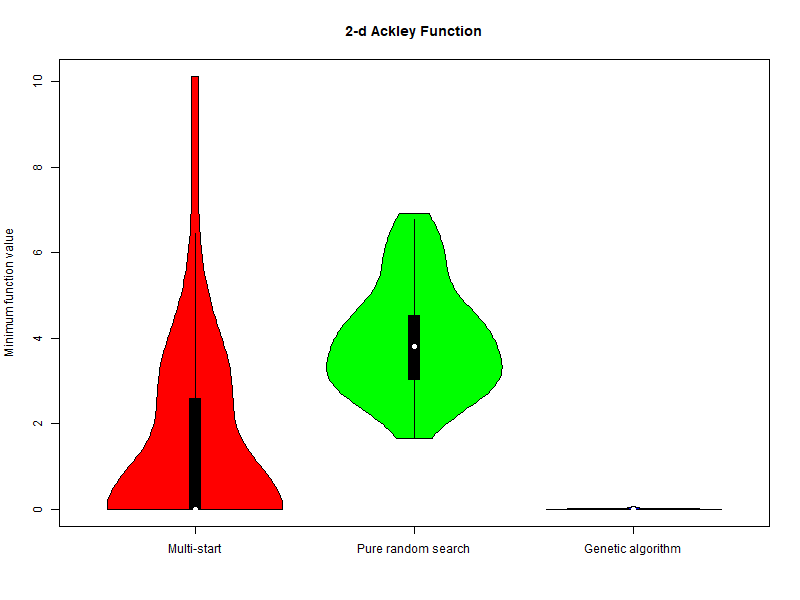 2-d Ackley Function
Minimum function value
10
8
6
4
2
0
Multi-start
Pure random search
Genetic algorithm